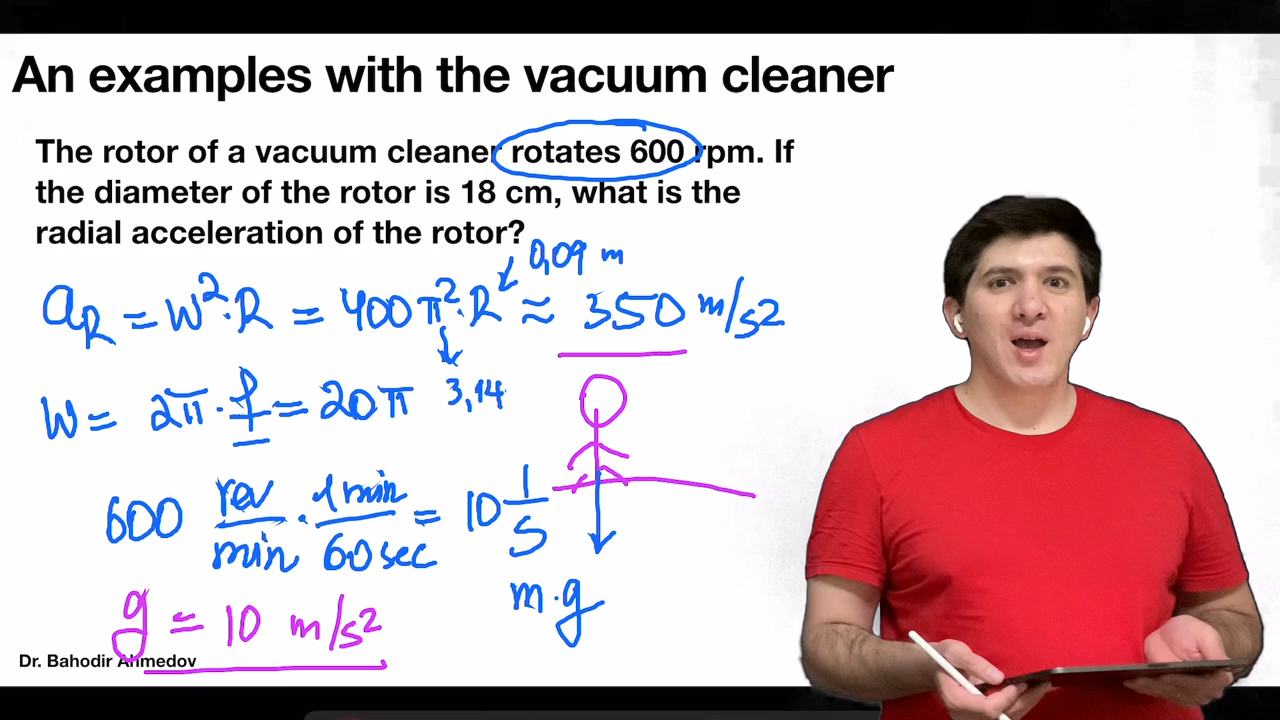 An examples with the vacuum cleaner
The rotor of a vacuum cleaner rotates 600 rpm. If
the diameter of the rotor is 18 cm, what is the
radial acceleration of the rotor?
0,09 m
a_R = W²·R = 400π²·R ≈ 350 m/s2
3,14
W = 2π·f = 20π
600 rev/min · 1min/60sec = 10 1/S
m·g
g = 10 m/s2
Dr. Bahodir Ahmedov